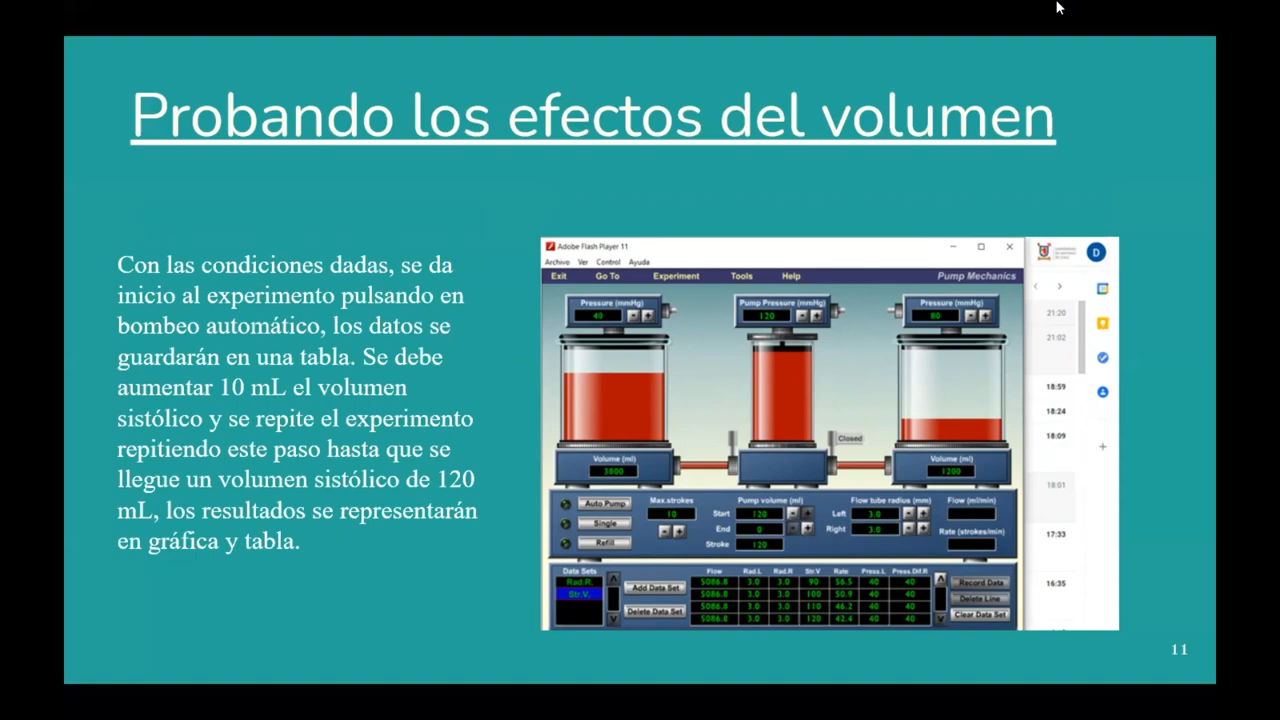 Probando los efectos del volumen
Con las condiciones dadas, se da
inicio al experimento pulsando en
bombeo automático, los datos se
guardarán en una tabla. Se debe
aumentar 10 mL el volumen
sistólico y se repite el experimento
repitiendo este paso hasta que se
llegue un volumen sistólico de 120
mL, los resultados se representarán
en gráfica y tabla.
Adobe Flash Player 11
Archivo Ver Control Ayuda
Exit Go To Experiment Tools Help Pump Mechanics
Pressure (mmHg) Pump Pressure (mmHg) Pressure (mmHg)
40 - + 120 - + 80 - +
Closed
Volume (ml) Volume (ml)
3800 1200
Auto Pump Max.strokes Pump volume (ml) Flow tube radius (mm) Flow (ml/min)
10 Start 120 - + Left 3.0 - +
Single
- + End 0 - + Right 3.0 - + Rate (strokes/min)
Refill Stroke 120
Data Sets Flow Rad.L Rad.R Str.V Rate Press.L Press.Dif.R
Rad.R. Add Data Set 5086.8 3.0 3.0 90 56.5 40 40 Record Data
Str.V. 5086.8 3.0 3.0 100 50.9 40 40 Delete Line
Delete Data Set 5086.8 3.0 3.0 110 46.2 40 40 Clear Data Set
5086.8 3.0 3.0 120 42.4 40 40
D
21:20
21:02
18:59
18:24
18:09
18:01
17:33
16:35
11